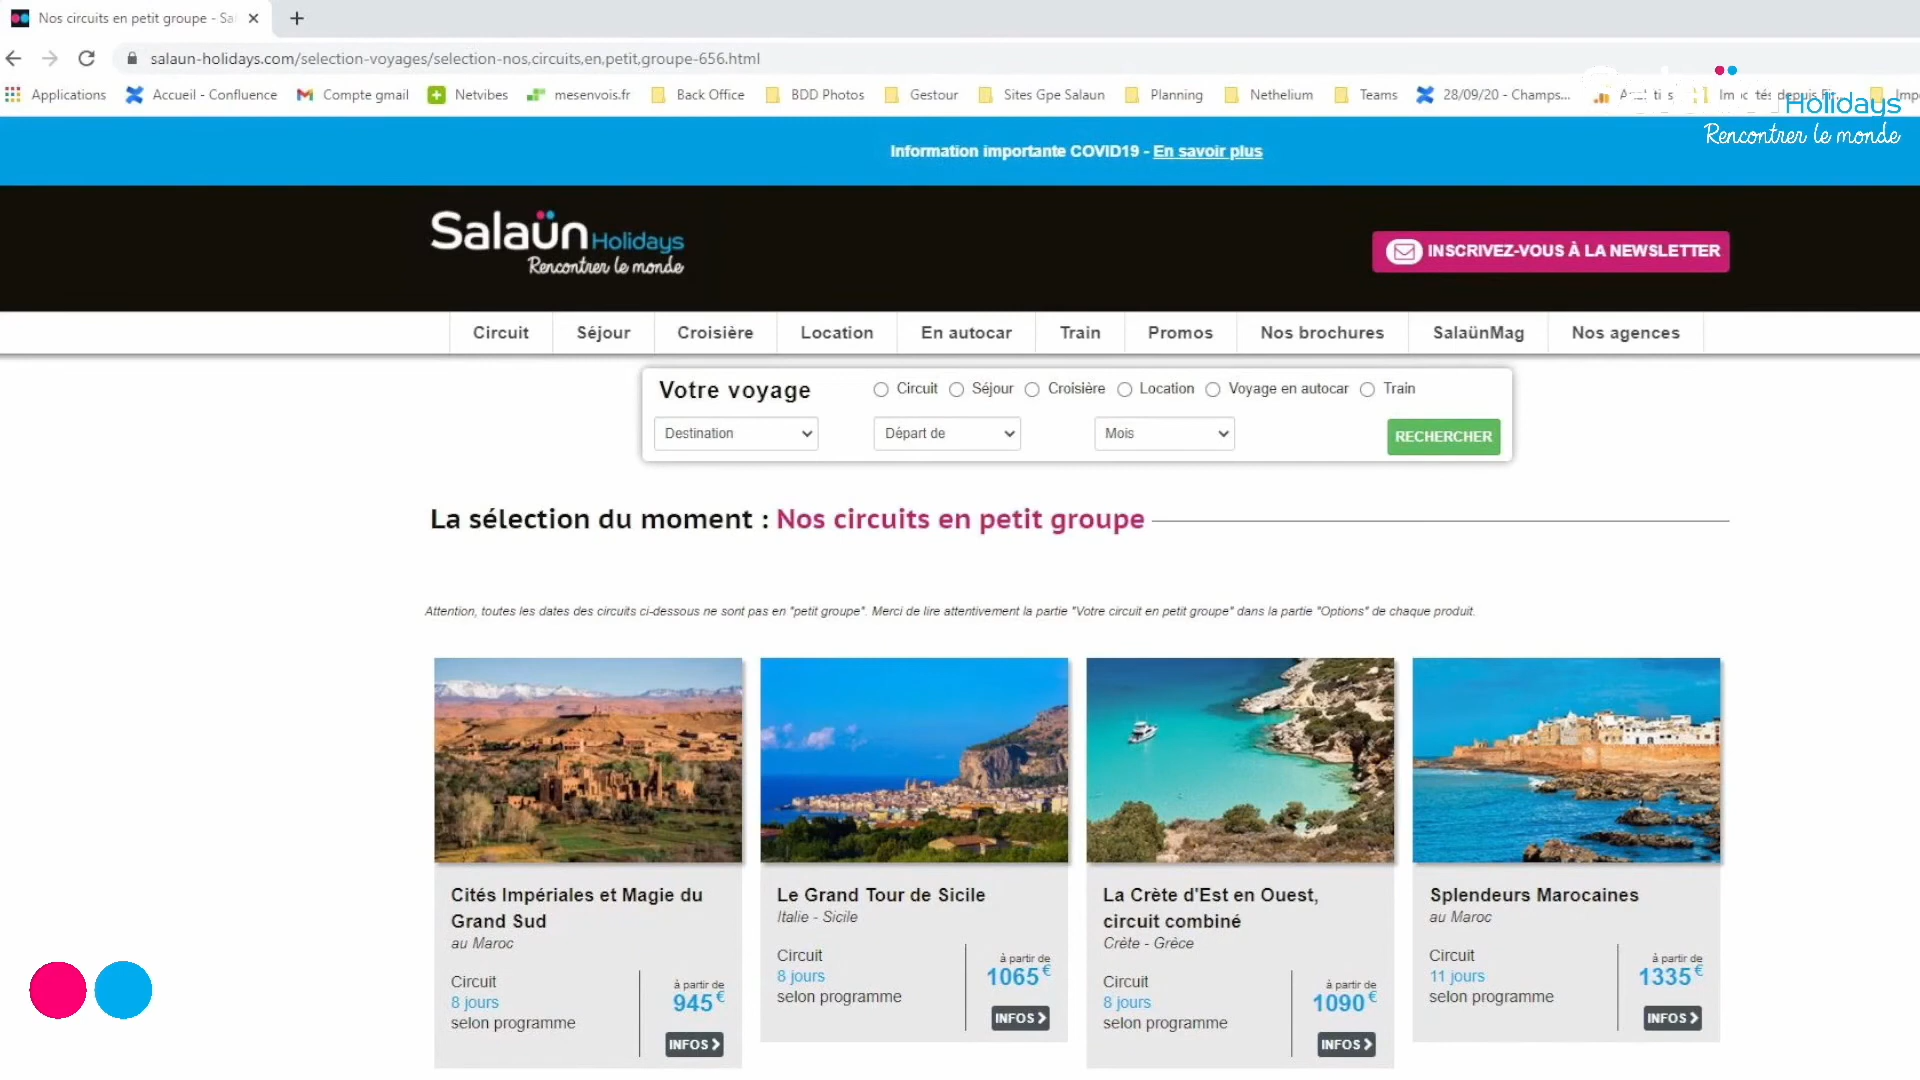 Nos circuits en petit groupe - Sa
salaun-holidays.com/selection-voyages/selection-nos,circuits,en,petit,groupe-656.html
Applications Accueil - Confluence Compte gmail Netvibes mesenvois.fr Back Office BDD Photos Gestour Sites Gpe Salaun Planning Nethelium Teams 28/09/20 - Champs...
Holidays
Rencontrer le monde
Information importante COVID19 - En savoir plus
Salaün Holidays
Rencontrer le monde
INSCRIVEZ-VOUS À LA NEWSLETTER
Circuit Séjour Croisière Location En autocar Train Promos Nos brochures SalaünMag Nos agences
Votre voyage Circuit Séjour Croisière Location Voyage en autocar Train
Destination Départ de Mois RECHERCHER
La sélection du moment : Nos circuits en petit groupe
Attention, toutes les dates des circuits ci-dessous ne sont pas en "petit groupe". Merci de lire attentivement la partie "Votre circuit en petit groupe" dans la partie "Options" de chaque produit.
Cités Impériales et Magie du
Grand Sud
au Maroc
Circuit
8 jours
selon programme
à partir de
945 €
INFOS
Le Grand Tour de Sicile
Italie - Sicile
Circuit
8 jours
selon programme
à partir de
1065 €
INFOS
La Crète d'Est en Ouest,
circuit combiné
Crète - Grèce
Circuit
8 jours
selon programme
à partir de
1090 €
INFOS
Splendeurs Marocaines
au Maroc
Circuit
11 jours
selon programme
à partir de
1335 €
INFOS